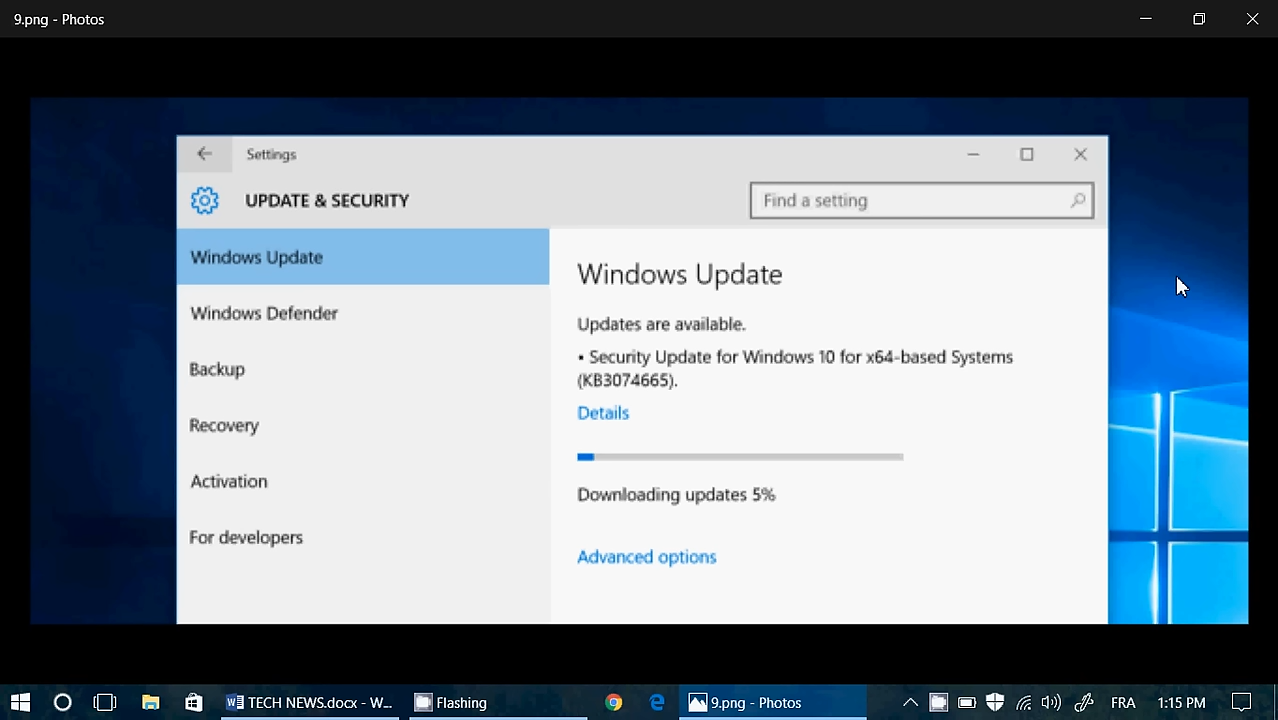 9.png - Photos
Settings
UPDATE & SECURITY
Find a setting
Windows Update
Windows Defender
Backup
Recovery
Activation
For developers
Windows Update
Updates are available.
• Security Update for Windows 10 for x64-based Systems
(KB3074665).
Details
Downloading updates 5%
Advanced options
TECH NEWS.docx - W...
Flashing
9.png - Photos
FRA
1:15 PM